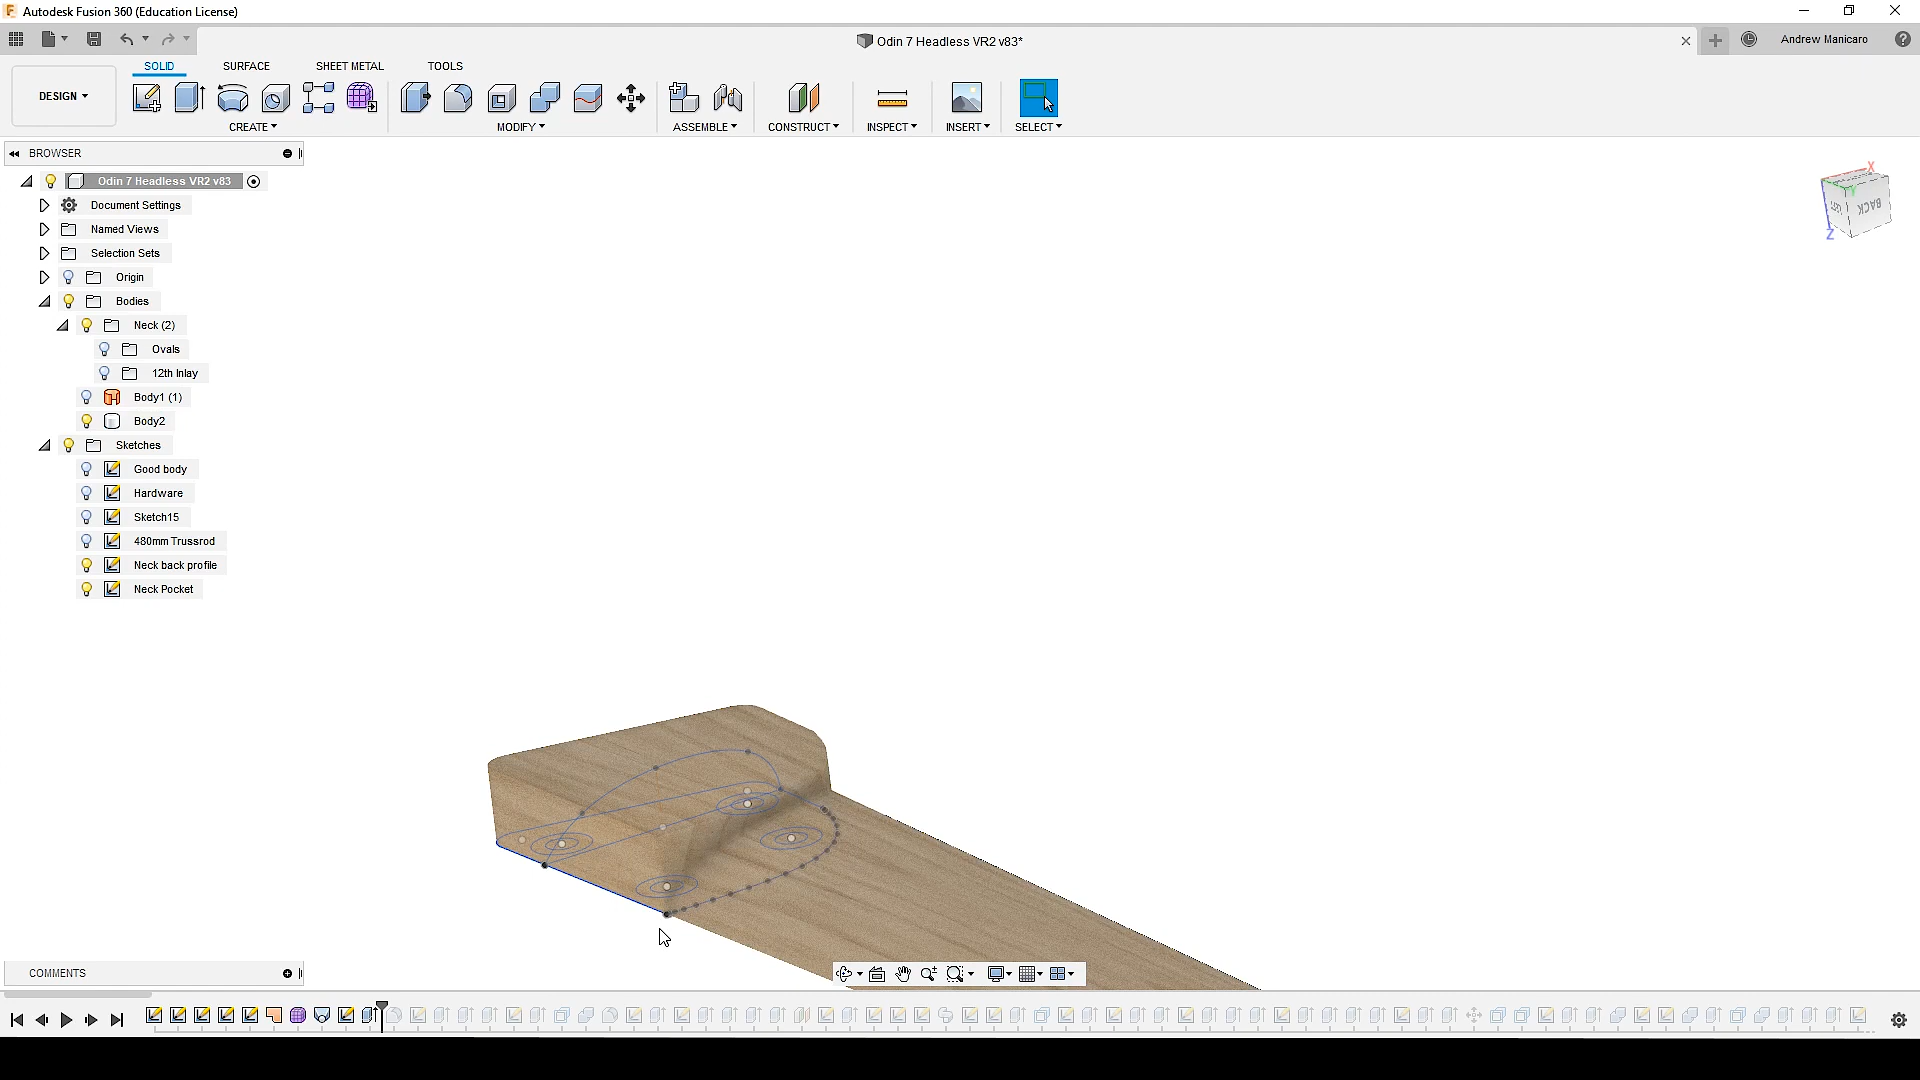 Autodesk Fusion 360 (Education License)
Odin 7 Headless VR2 v83*
Andrew Manicaro
DESIGN
SOLID
SURFACE
SHEET METAL
TOOLS
CREATE
MODIFY
ASSEMBLE
CONSTRUCT
INSPECT
INSERT
SELECT
BROWSER
Odin 7 Headless VR2 v83
Document Settings
Named Views
Selection Sets
Origin
Bodies
Neck (2)
Ovals
12th Inlay
Body1 (1)
Body2
Sketches
Good body
Hardware
Sketch15
480mm Trussrod
Neck back profile
Neck Pocket
X
Y
BACK
Z
COMMENTS